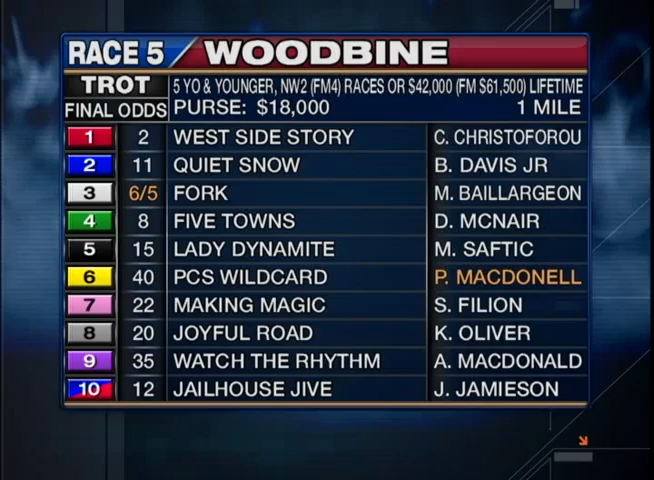 RACE 5 WOODBINE
TROT 5 YO & YOUNGER, NW2 (FM4) RACES OR $42,000 (FM $61,500) LIFETIME
FINAL ODDS PURSE: $18,000 1 MILE
1 2 WEST SIDE STORY C. CHRISTOFOROU
2 11 QUIET SNOW B. DAVIS JR
3 6/5 FORK M. BAILLARGEON
4 8 FIVE TOWNS D. MCNAIR
5 15 LADY DYNAMITE M. SAFTIC
6 40 PCS WILDCARD P. MACDONELL
7 22 MAKING MAGIC S. FILION
8 20 JOYFUL ROAD K. OLIVER
9 35 WATCH THE RHYTHM A. MACDONALD
10 12 JAILHOUSE JIVE J. JAMIESON